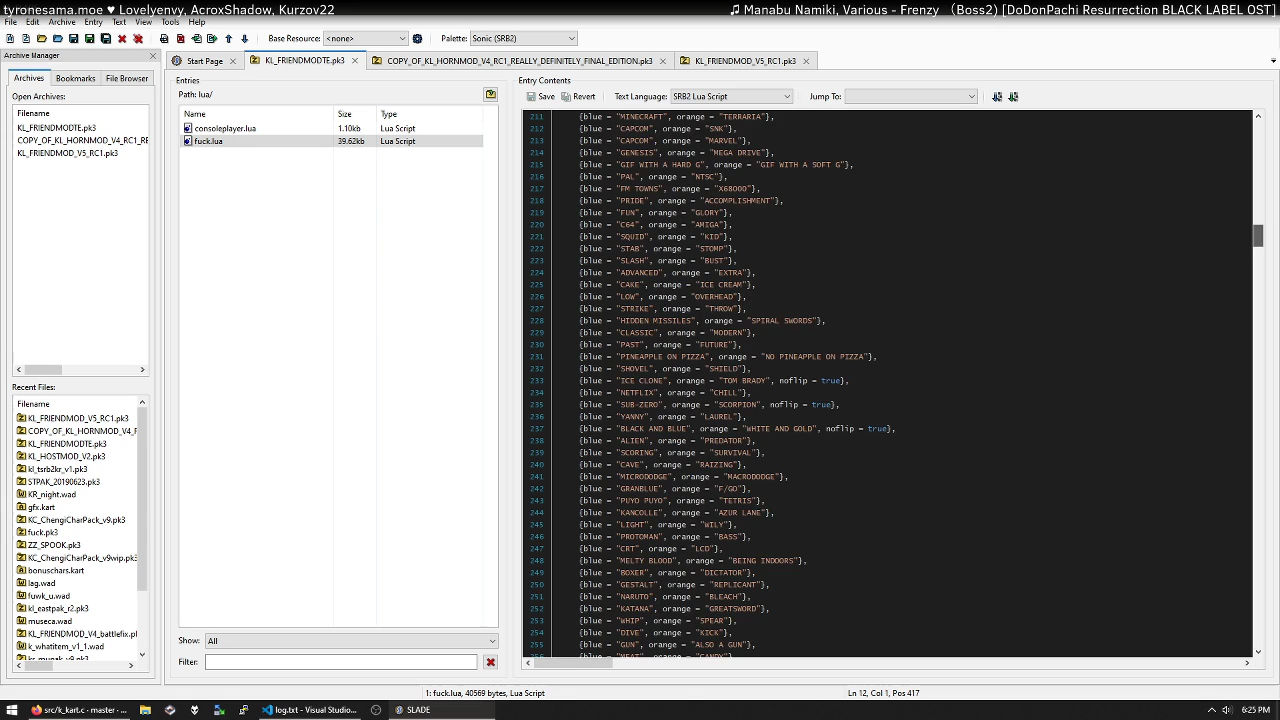 tyronesama.moe ♥ Lovelyenvy, AcroxShadow, Kurzov22
♫ Manabu Namiki, Various - Frenzy （Boss2) [DoDonPachi Resurrection BLACK LABEL OST]
File Edit Archive Entry Text View Tools Help
Base Resource: <none> Palette: Sonic (SRB2)
Archive Manager
Start Page KL_FRIENDMODTE.pk3 COPY_OF_KL_HORNMOD_V4_RC1_REALLY_DEFINITELY_FINAL_EDITION.pk3 KL_FRIENDMOD_V5_RC1.pk3
Archives Bookmarks File Browser
Open Archives:
Filename
KL_FRIENDMODTE.pk3
COPY_OF_KL_HORNMOD_V4_RC1_RE
KL_FRIENDMOD_V5_RC1.pk3
Recent Files:
Filename
KL_FRIENDMOD_V5_RC1.pk3
COPY_OF_KL_HORNMOD_V4_F
KL_FRIENDMODTE.pk3
KL_HOSTMOD_V2.pk3
kl_tsrb2kr_v1.pk3
STPAK_20190623.pk3
KR_night.wad
gfx.kart
KC_ChengiCharPack_v9.pk3
fuck.pk3
ZZ_SPOOK.pk3
KC_ChengiCharPack_v9wip.pk3
bonuschars.kart
lag.wad
fuwk_u.wad
kl_eastpak_r2.pk3
museca.wad
KL_FRIENDMOD_V4_battlefix.pk
k_whatitem_v1_1.wad
Entries
Path: lua/
Name Size Type
consoleplayer.lua 1.10kb Lua Script
fuck.lua 39.62kb Lua Script
Show: All
Filter:
Entry Contents
Save Revert Text Language: SRB2 Lua Script Jump To:
211 {blue = "MINECRAFT", orange = "TERRARIA"},
212 {blue = "CAPCOM", orange = "SNK"},
213 {blue = "CAPCOM", orange = "MARVEL"},
214 {blue = "GENESIS", orange = "MEGA DRIVE"},
215 {blue = "GIF WITH A HARD G", orange = "GIF WITH A SOFT G"},
216 {blue = "PAL", orange = "NTSC"},
217 {blue = "FM TOWNS", orange = "X68000"},
218 {blue = "PRIDE", orange = "ACCOMPLISHMENT"},
219 {blue = "FUN", orange = "GLORY"},
220 {blue = "C64", orange = "AMIGA"},
221 {blue = "SQUID", orange = "KID"},
222 {blue = "STAB", orange = "STOMP"},
223 {blue = "SLASH", orange = "BUST"},
224 {blue = "ADVANCED", orange = "EXTRA"},
225 {blue = "CAKE", orange = "ICE CREAM"},
226 {blue = "LOW", orange = "OVERHEAD"},
227 {blue = "STRIKE", orange = "THROW"},
228 {blue = "HIDDEN MISSILES", orange = "SPIRAL SWORDS"},
229 {blue = "CLASSIC", orange = "MODERN"},
230 {blue = "PAST", orange = "FUTURE"},
231 {blue = "PINEAPPLE ON PIZZA", orange = "NO PINEAPPLE ON PIZZA"},
232 {blue = "SHOVEL", orange = "SHIELD"},
233 {blue = "ICE CLONE", orange = "TOM BRADY", noflip = true},
234 {blue = "NETFLIX", orange = "CHILL"},
235 {blue = "SUB-ZERO", orange = "SCORPION", noflip = true},
236 {blue = "YANNY", orange = "LAUREL"},
237 {blue = "BLACK AND BLUE", orange = "WHITE AND GOLD", noflip = true},
238 {blue = "ALIEN", orange = "PREDATOR"},
239 {blue = "SCORING", orange = "SURVIVAL"},
240 {blue = "CAVE", orange = "RAIZING"},
241 {blue = "MICRODODGE", orange = "MACRODODGE"},
242 {blue = "GRANBLUE", orange = "F/GO"},
243 {blue = "PUYO PUYO", orange = "TETRIS"},
244 {blue = "KANCOLLE", orange = "AZUR LANE"},
245 {blue = "LIGHT", orange = "WILY"},
246 {blue = "PROTOMAN", orange = "BASS"},
247 {blue = "CRT", orange = "LCD"},
248 {blue = "MELTY BLOOD", orange = "BEING INDOORS"},
249 {blue = "BOXER", orange = "DICTATOR"},
250 {blue = "GESTALT", orange = "REPLICANT"},
251 {blue = "NARUTO", orange = "BLEACH"},
252 {blue = "KATANA", orange = "GREATSWORD"},
253 {blue = "WHIP", orange = "SPEAR"},
254 {blue = "DIVE", orange = "KICK"},
255 {blue = "GUN", orange = "ALSO A GUN"},
1: fuck.lua, 40569 bytes, Lua Script Ln 12, Col 1, Pos 417
src/k_kart.c - master - ... log.txt - Visual Studio... SLADE 6:25 PM